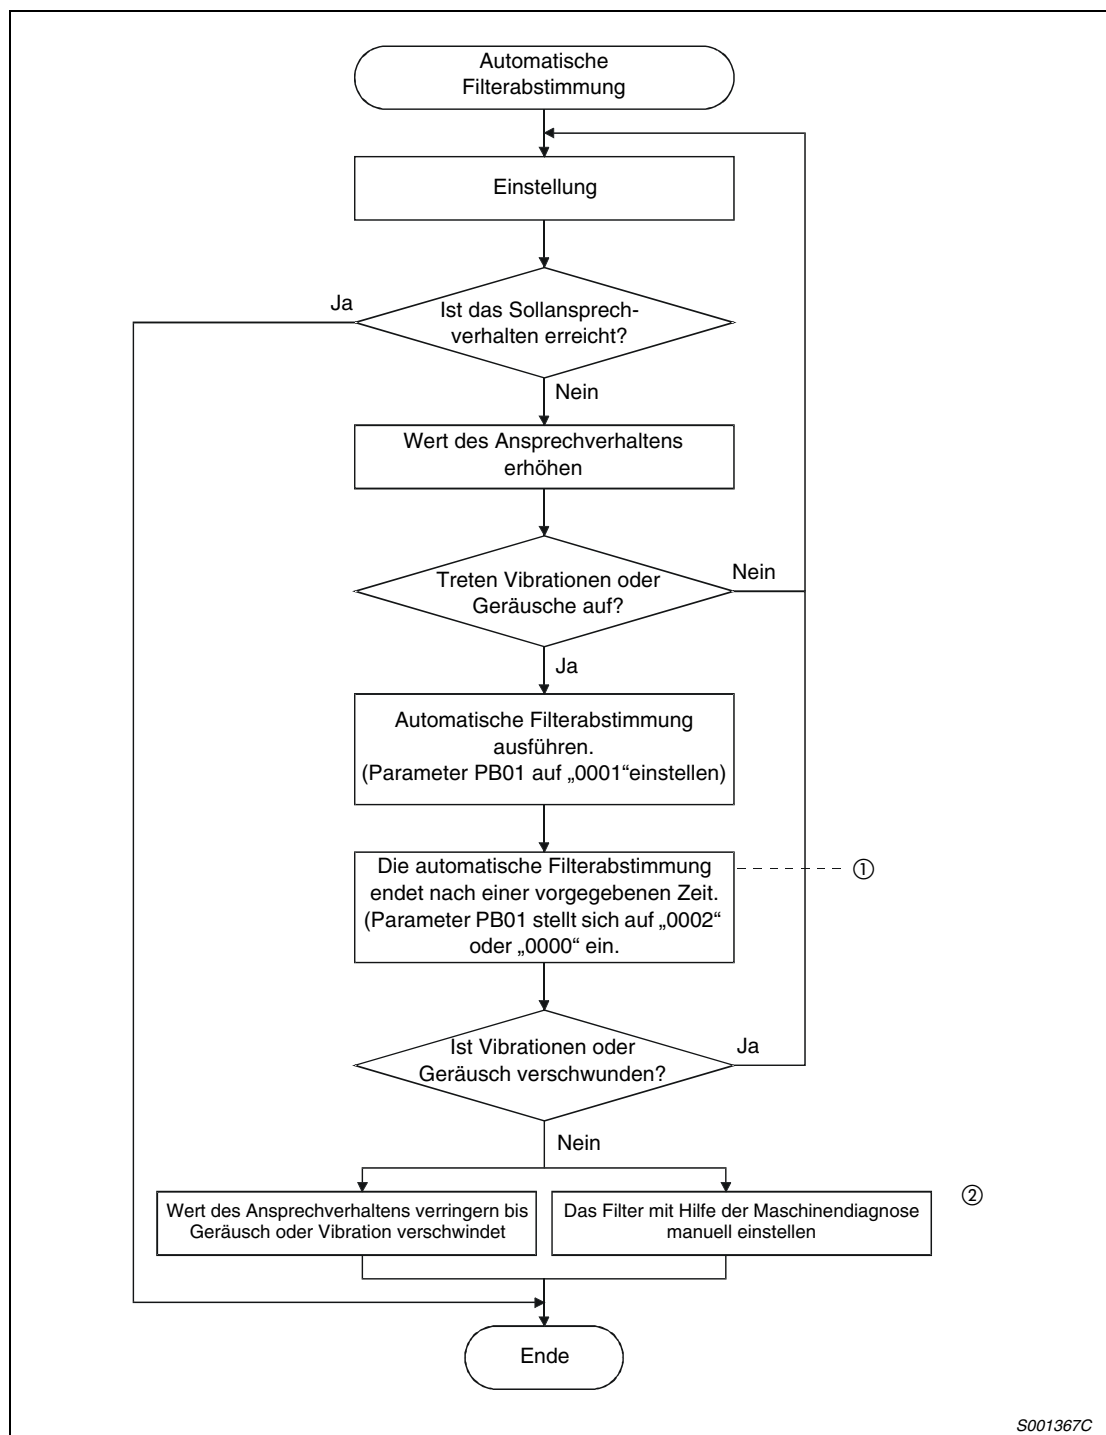 Automatische
Filterabstimmung
Einstellung
Ja
Ist das Sollansprech-
verhalten erreicht?
Nein
Wert des Ansprechverhaltens
erhöhen
Treten Vibrationen oder
Geräusche auf?
Nein
Ja
Automatische Filterabstimmung
ausführen.
(Parameter PB01 auf „0001“einstellen)
Die automatische Filterabstimmung
endet nach einer vorgegebenen Zeit.
(Parameter PB01 stellt sich auf „0002“
oder „0000“ ein.
①
Ist Vibrationen oder
Geräusch verschwunden?
Ja
Nein
Wert des Ansprechverhaltens verringern bis
Geräusch oder Vibration verschwindet
Das Filter mit Hilfe der Maschinendiagnose
manuell einstellen
②
Ende
S001367C